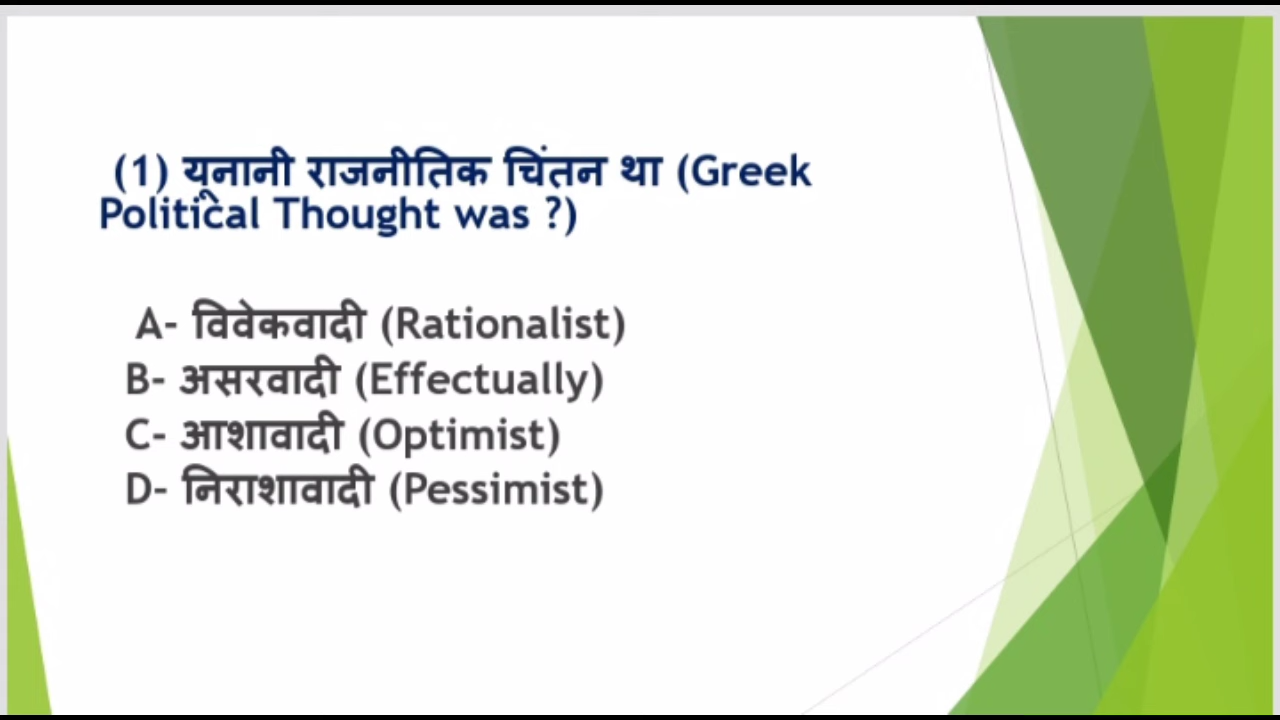 (1) यूनानी राजनीतिक चिंतन था (Greek
Political Thought was ?)
A- विवेकवादी (Rationalist)
B- असरवादी (Effectually)
C- आशावादी (Optimist)
D- निराशावादी (Pessimist)